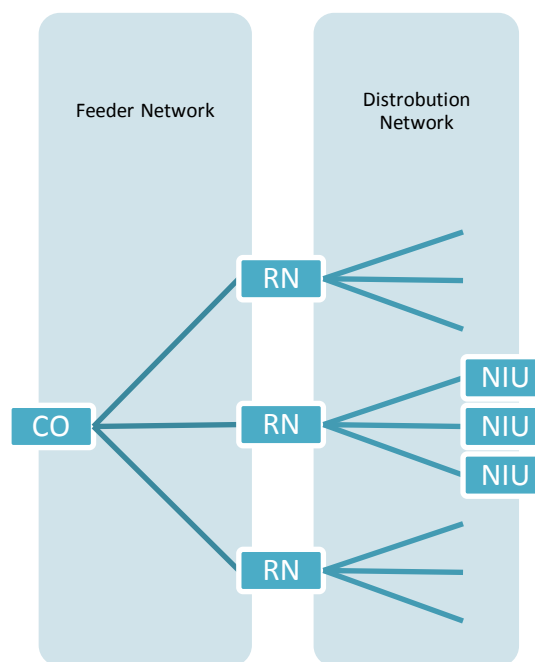 Feeder Network
Distrobution
Network
RN
CO
RN
NIU
NIU
NIU
RN